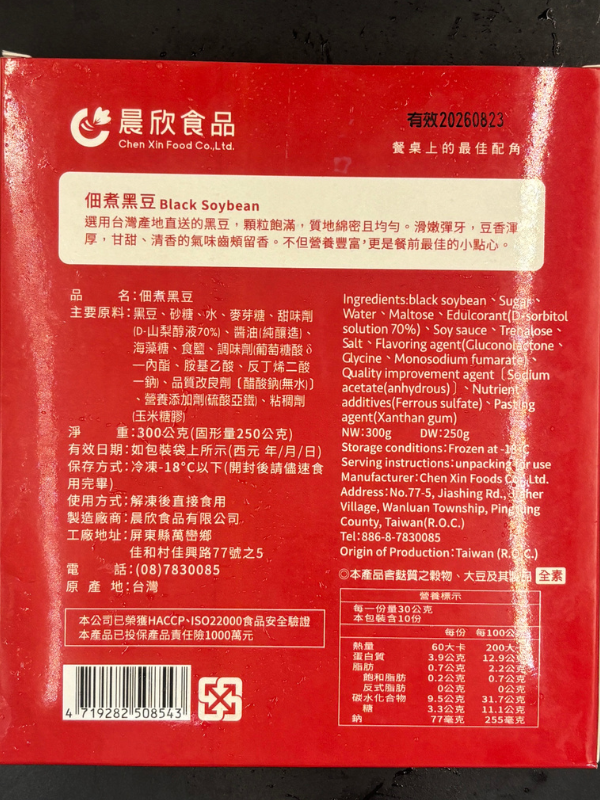 晨欣食品
Chen Xin Food Co.,Ltd.
有效20260823
餐桌上的最佳配角
佃煮黑豆 Black Soybean
選用台灣產地直送的黑豆，顆粒飽滿，質地綿密且均勻。滑嫩彈牙，豆香渾
厚，甘甜、清香的氣味齒頰留香。不但營養豐富，更是餐前最佳的小點心。
品　　名：佃煮黑豆
主要原料：黑豆、砂糖、水、麥芽糖、甜味劑
(D-山梨醇液70%)、醬油(純釀造)、
海藻糖、食鹽、調味劑(葡萄糖酸δ
一內酯、胺基乙酸、反丁烯二酸
一鈉)、品質改良劑〔醋酸鈉(無水)〕
、營養添加劑(硫酸亞鐵)、粘稠劑
(玉米糖膠)
淨　　重：300公克(固形量250公克)
有效日期：如包裝袋上所示(西元 年/月/日)
保存方式：冷凍-18°C以下(開封後請儘速食
用完畢)
使用方式：解凍後直接食用
製造廠商：晨欣食品有限公司
工廠地址：屏東縣萬巒鄉
佳和村佳興路77號之5
電　　話：(08)7830085
原 產 地：台灣
本公司已榮獲HACCP、ISO22000食品安全驗證
本產品已投保產品責任險1000萬元
4 719282 508543
Ingredients:black soybean、Sugar、
Water、Maltose、Edulcorant(D-sorbitol
solution 70%)、Soy sauce、Trehalose、
Salt、Flavoring agent(Gluconolactone、
Glycine、Monosodium fumarate)、
Quality improvement agent〔Sodium
acetate(anhydrous)〕、Nutrient
additives(Ferrous sulfate)、Pasting
agent(Xanthan gum)
NW:300g DW:250g
Storage conditions:Frozen at -18°C
Serving instructions:unpacking for use
Manufacturer:Chen Xin Foods Co.,Ltd.
Address:No.77-5, Jiashing Rd.,
Village, Wanluan Township, Pingtung
County, Taiwan(R.O.C.)
Tel:886-8-7830085
Origin of Production:Taiwan (R.O.C.)
◎本產品含麩質之穀物、大豆及其製品 全素
營養標示
每一份量30公克
本包裝含10份
每份 每100公克
熱量 60大卡 200大卡
蛋白質 3.9公克 12.9公克
脂肪 0.7公克 2.2公克
飽和脂肪 0.2公克 0.7公克
反式脂肪 0公克 0公克
碳水化合物 9.5公克 31.7公克
糖 3.3公克 11.1公克
鈉 77毫克 255毫克